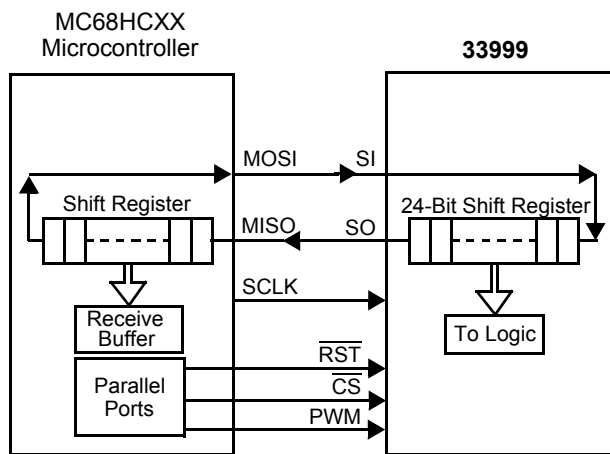 MC68HCXX
Microcontroller
33999
MOSI
SI
Shift Register
24-Bit Shift Register
MISO
SO
SCLK
Receive
Buffer
To Logic
RST
Parallel
Ports
CS
PWM